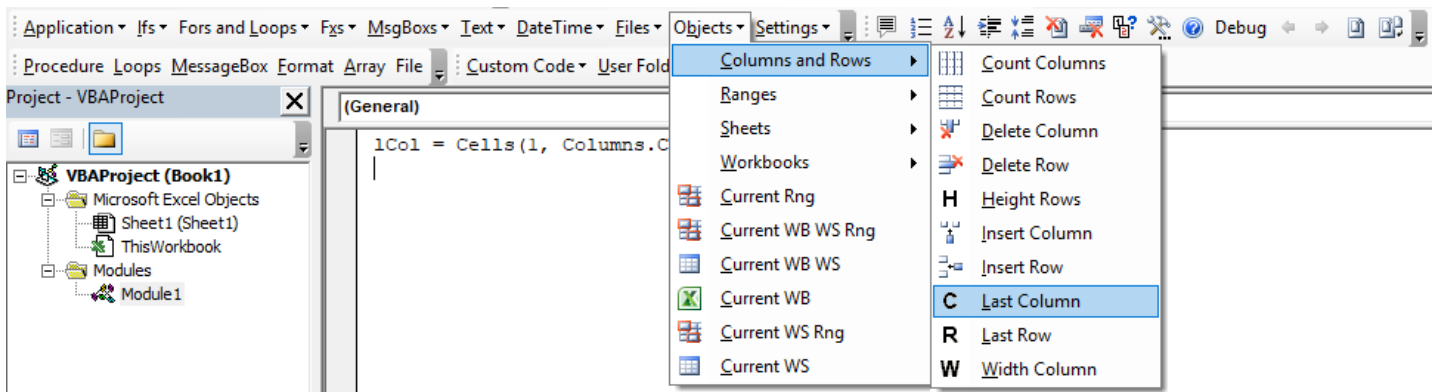 Application Ifs Fors and Loops Fxs MsgBoxs Text DateTime Files Objects Settings Debug
Procedure Loops MessageBox Format Array File Custom Code User Fold
Project - VBAProject
VBAProject (Book1)
Microsoft Excel Objects
Sheet1 (Sheet1)
ThisWorkbook
Modules
Module1
(General)
lCol = Cells(1, Columns.C
Columns and Rows
Ranges
Sheets
Workbooks
Current Rng
Current WB WS Rng
Current WB WS
Current WB
Current WS Rng
Current WS
Count Columns
Count Rows
Delete Column
Delete Row
H Height Rows
Insert Column
Insert Row
C Last Column
R Last Row
W Width Column